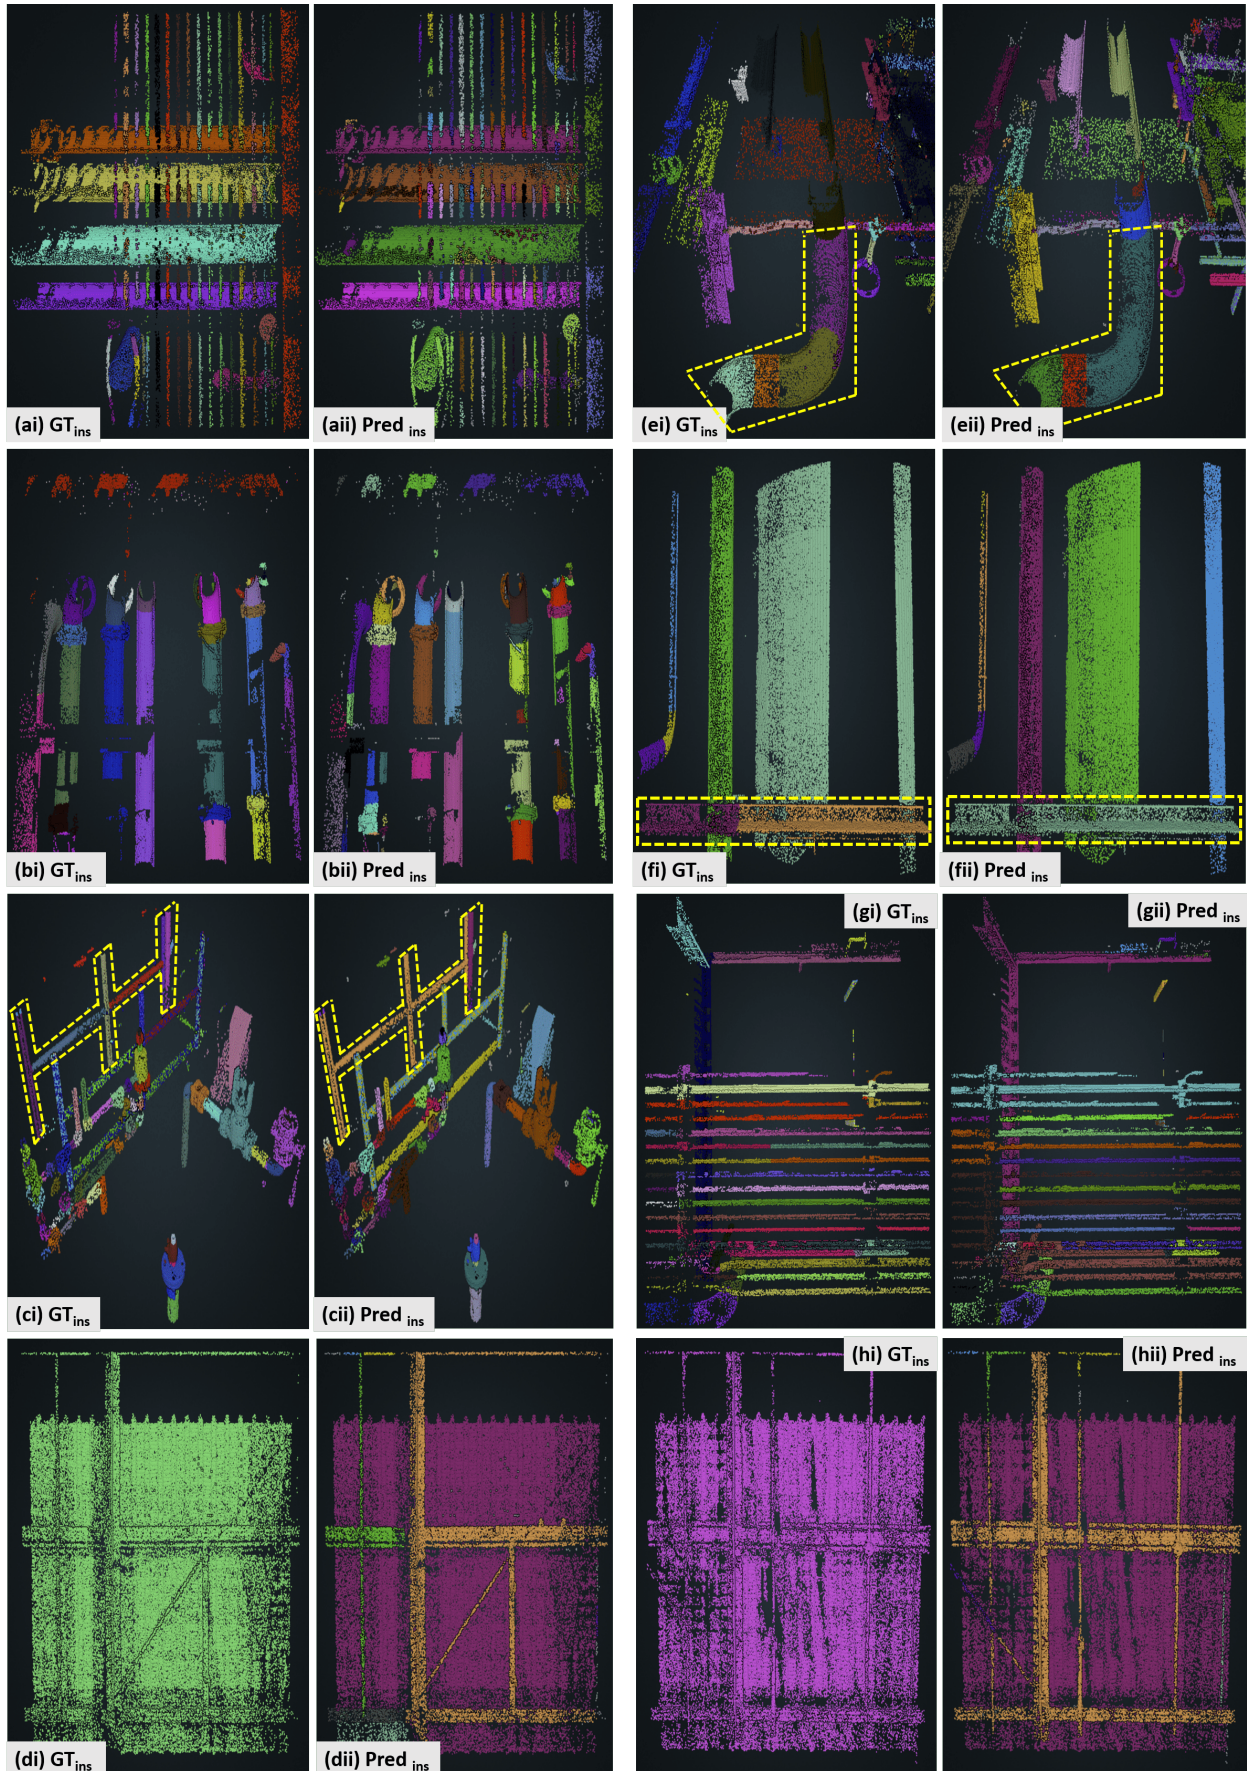 (ai) GTins
(aii) Pred ins
(ei) GTins
(eii) Pred ins
(bi) GTins
(bii) Pred ins
(fi) GTins
(fii) Pred ins
(gi) GTins
(gii) Pred ins
(ci) GTins
(cii) Pred ins
(hi) GTins
(hii) Pred ins
(di) GTins
(dii) Pred ins